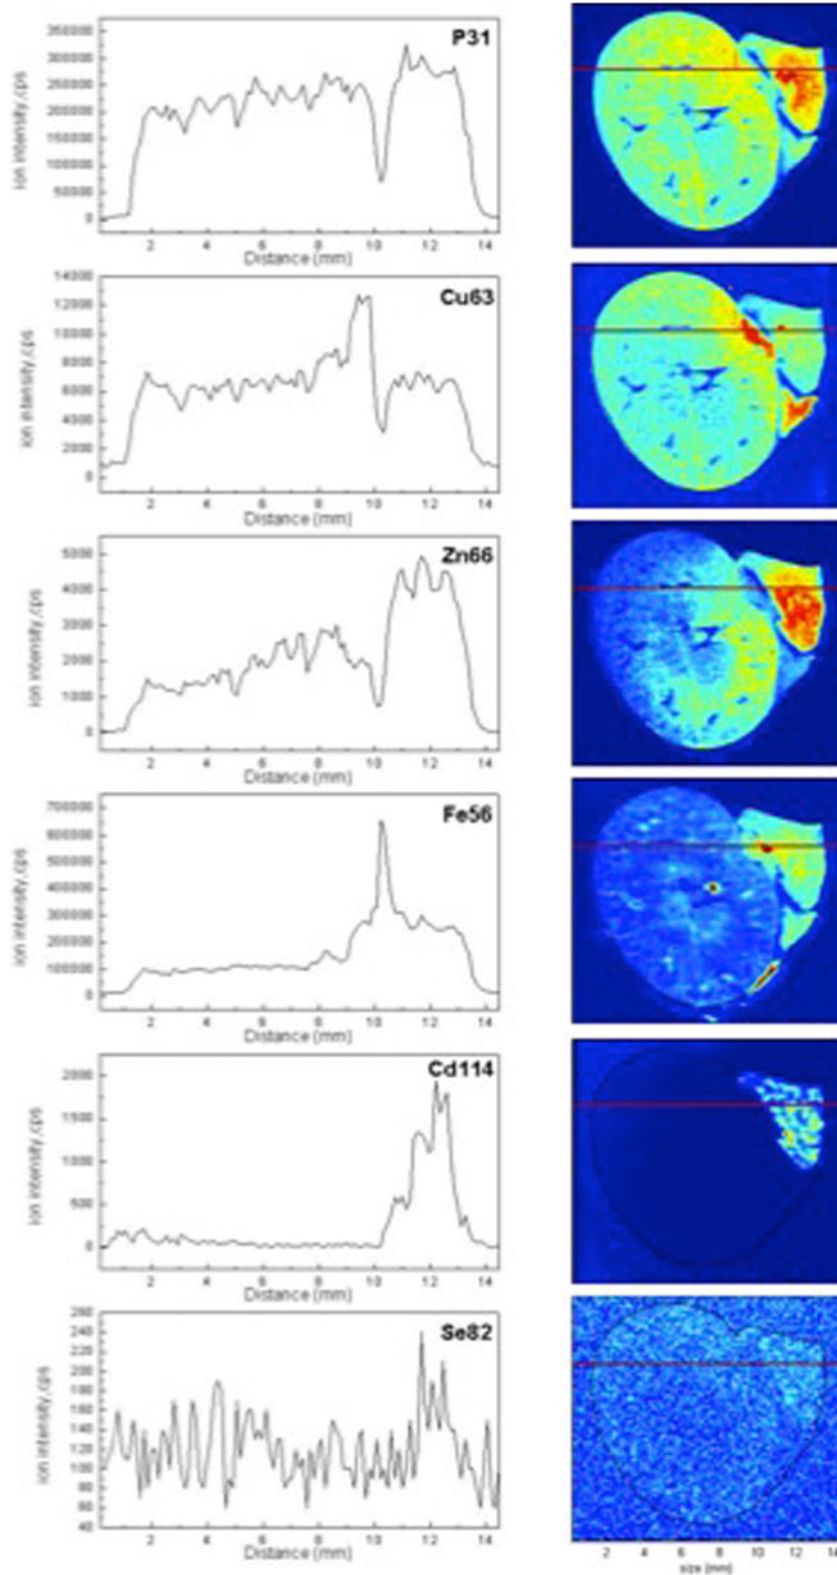 P31
Ion intensity,cps
350000
300000
250000
200000
150000
100000
50000
0
2 4 6 8 10 12 14
Distance (mm)
Cu63
ion intensity,cps
14000
12000
10000
8000
6000
4000
2000
0
2 4 6 8 10 12 14
Distance (mm)
Zn66
ion intensity,cps
5000
4000
3000
2000
1000
0
2 4 6 8 10 12 14
Distance (mm)
Fe56
ion intensity,cps
700000
600000
500000
400000
300000
200000
100000
0
2 4 6 8 10 12 14
Distance (mm)
Cd114
ion intensity,cps
2000
1500
1000
500
0
2 4 6 8 10 12 14
Distance (mm)
Se82
ion intensity,cps
260
240
220
200
180
160
140
120
100
80
60
40
2 4 6 8 10 12 14
Distance (mm)
2 4 6 8 10 12 14
size (mm)